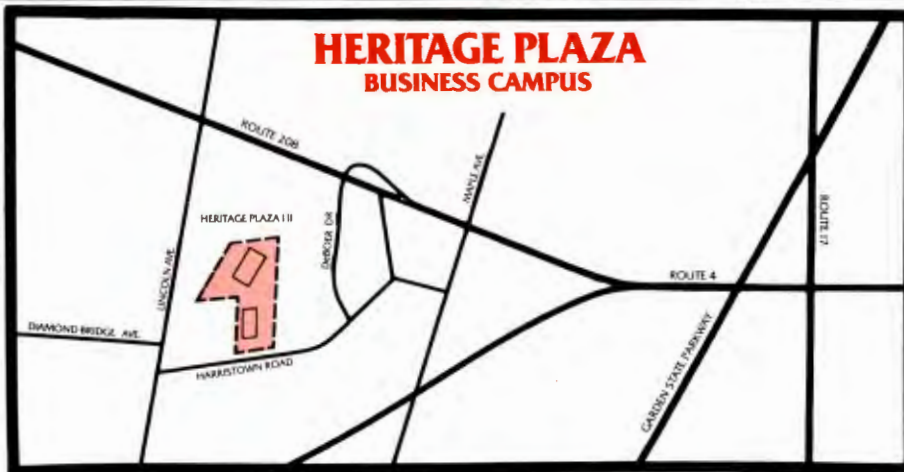 HERITAGE PLAZA
BUSINESS CAMPUS
ROUTE 208
MAPLE AVE.
HERITAGE PLAZA I II
DeBOER DR
LINCOLN AVE.
ROUTE 17
ROUTE 4
DIAMOND BRIDGE AVE.
HARRISTOWN ROAD
GARDEN STATE PARKWAY